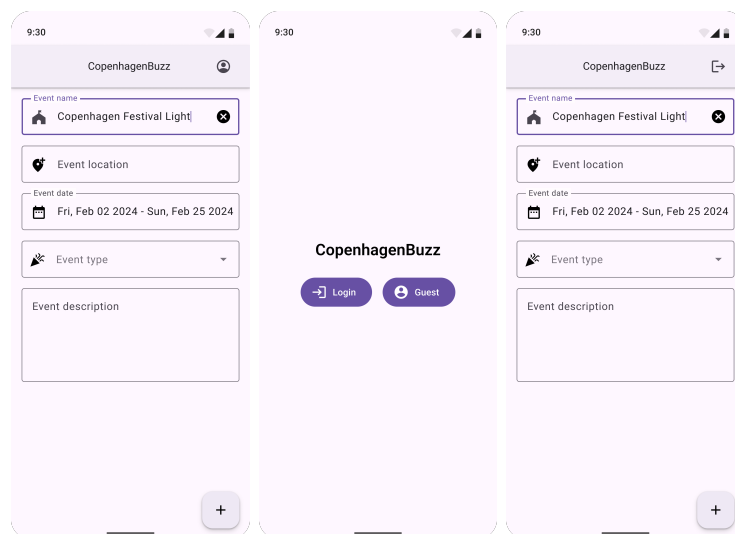 9:30
CopenhagenBuzz
Event name
Copenhagen Festival Light
Event location
Event date
Fri, Feb 02 2024 - Sun, Feb 25 2024
Event type
Event description
9:30
CopenhagenBuzz
Login
Guest
9:30
CopenhagenBuzz
Event name
Copenhagen Festival Light
Event location
Event date
Fri, Feb 02 2024 - Sun, Feb 25 2024
Event type
Event description